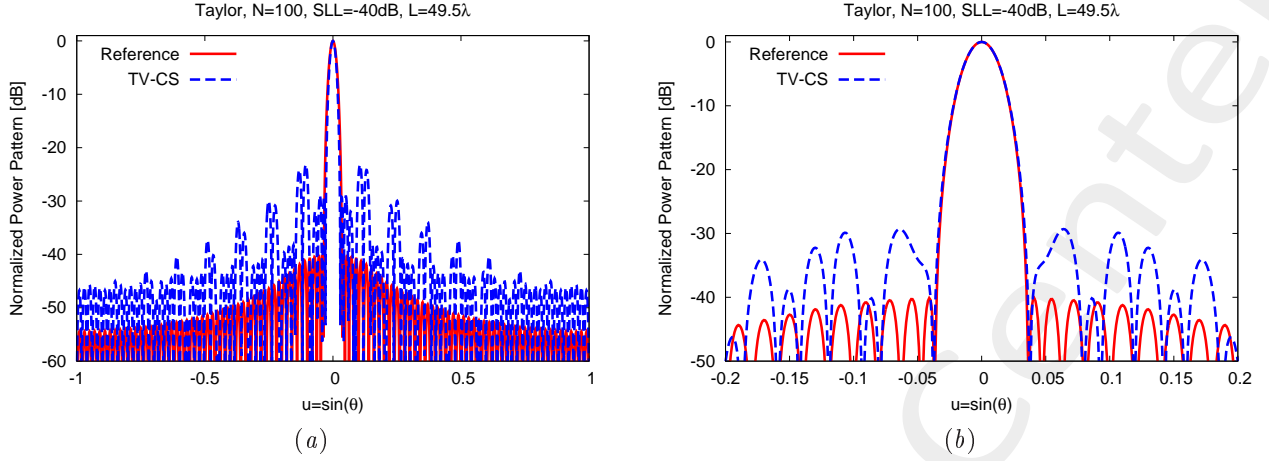 Taylor, N=100, SLL=-40dB, L=49.5λ
Reference
TV-CS
Normalized Power Pattern [dB]
0
-10
-20
-30
-40
-50
-60
-1
-0.5
0
0.5
1
u=sin(θ)
(a)
Taylor, N=100, SLL=-40dB, L=49.5λ
Reference
TV-CS
Normalized Power Pattern [dB]
0
-10
-20
-30
-40
-50
-0.2
-0.15
-0.1
-0.05
0
0.05
0.1
0.15
0.2
u=sin(θ)
(b)
Center